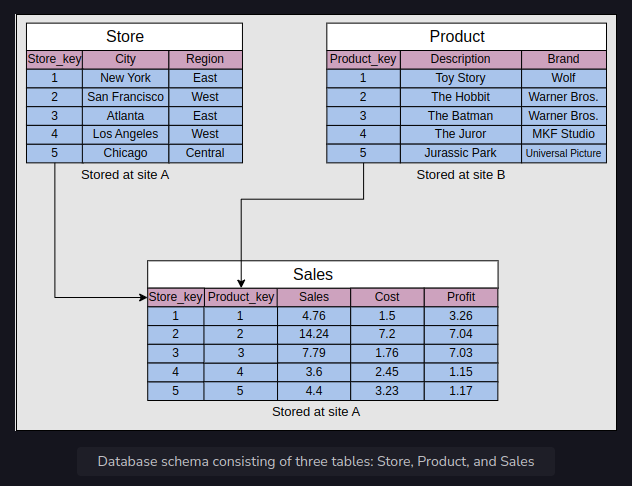 Store
Store_key City Region
1 New York East
2 San Francisco West
3 Atlanta East
4 Los Angeles West
5 Chicago Central
Stored at site A
Product
Product_key Description Brand
1 Toy Story Wolf
2 The Hobbit Warner Bros.
3 The Batman Warner Bros.
4 The Juror MKF Studio
5 Jurassic Park Universal Picture
Stored at site B
Sales
Store_key Product_key Sales Cost Profit
1 1 4.76 1.5 3.26
2 2 14.24 7.2 7.04
3 3 7.79 1.76 7.03
4 4 3.6 2.45 1.15
5 5 4.4 3.23 1.17
Stored at site A
Database schema consisting of three tables: Store, Product, and Sales